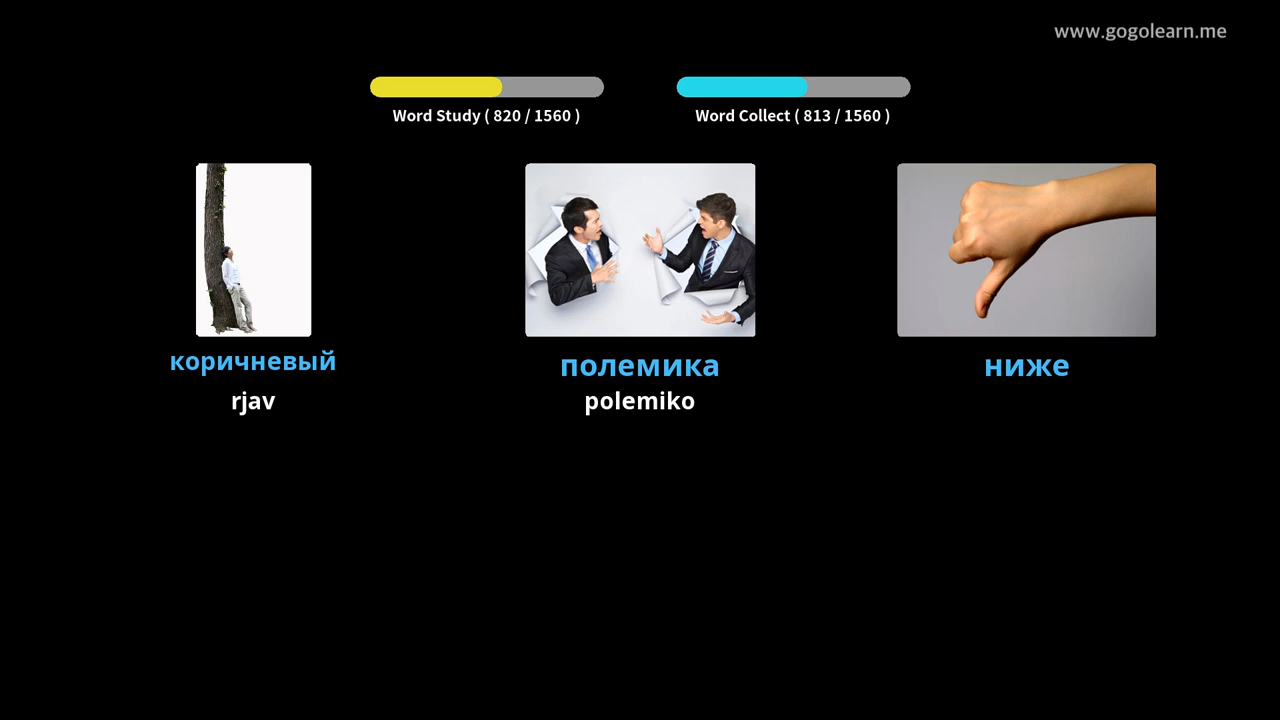 www.gogolearn.me
Word Study ( 820 / 1560 )
Word Collect ( 813 / 1560 )
коричневый
rjav
полемика
polemiko
ниже